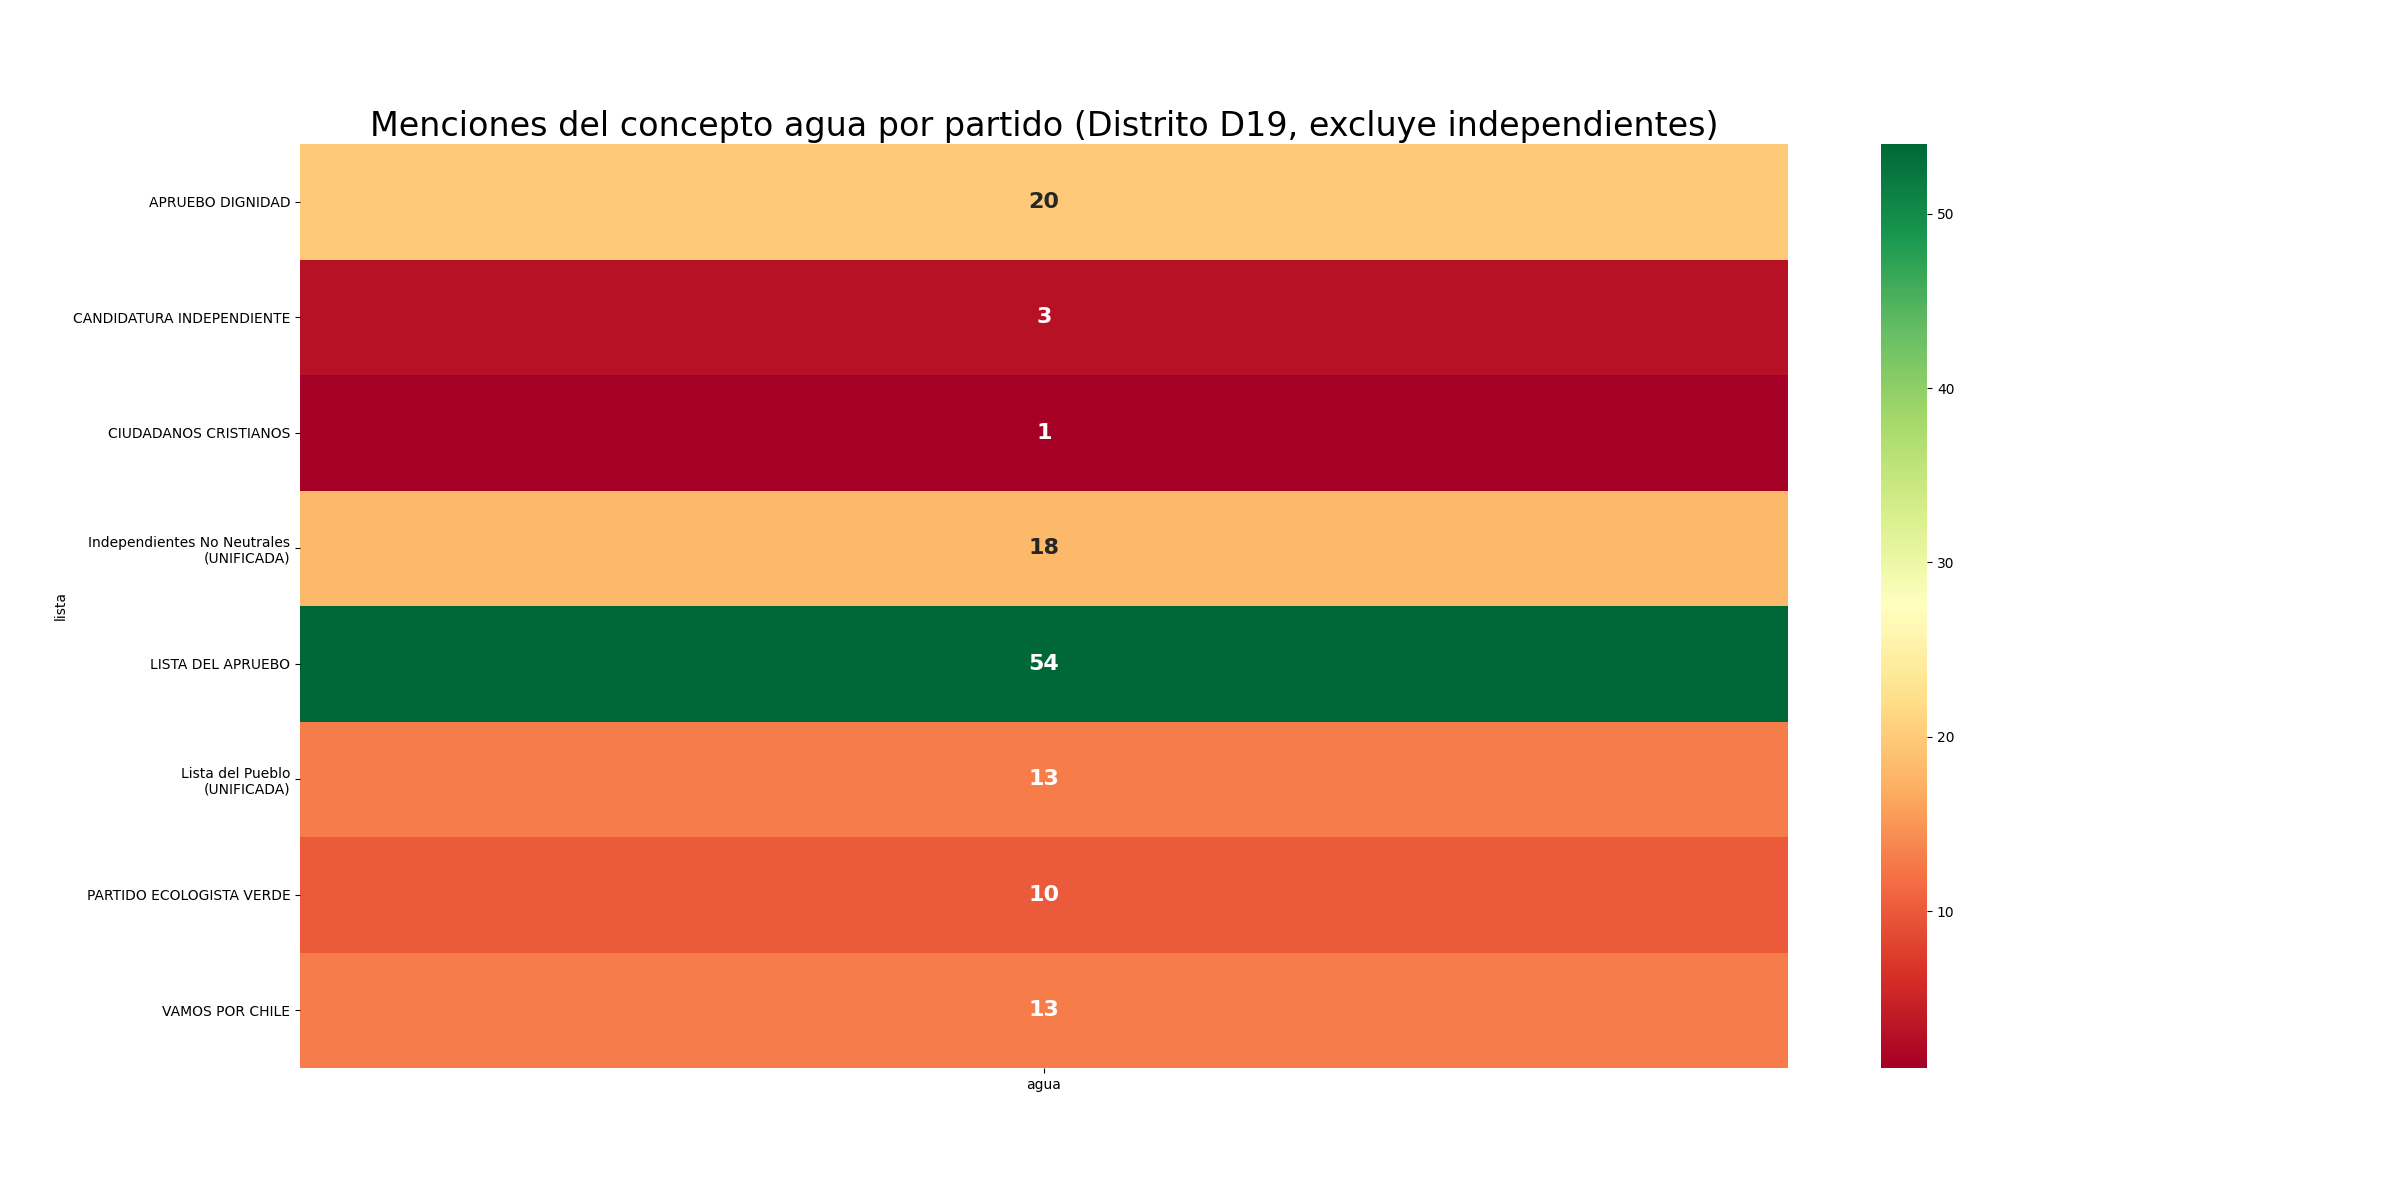 Menciones del concepto agua por partido (Distrito D19, excluye independientes)
APRUEBO DIGNIDAD
20
CANDIDATURA INDEPENDIENTE
3
CIUDADANOS CRISTIANOS
1
Independientes No Neutrales
(UNIFICADA)
18
lista
LISTA DEL APRUEBO
54
Lista del Pueblo
(UNIFICADA)
13
PARTIDO ECOLOGISTA VERDE
10
VAMOS POR CHILE
13
agua
50
40
30
20
10